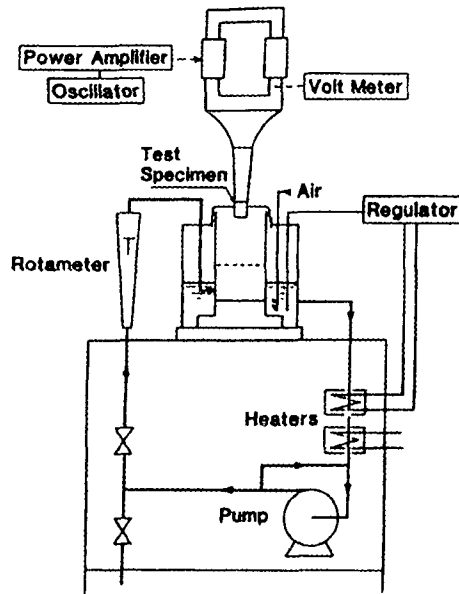 Power Amplifier
Oscillator
Volt Meter
Test
Specimen
Air
Regulator
T
Rotameter
Heaters
Pump